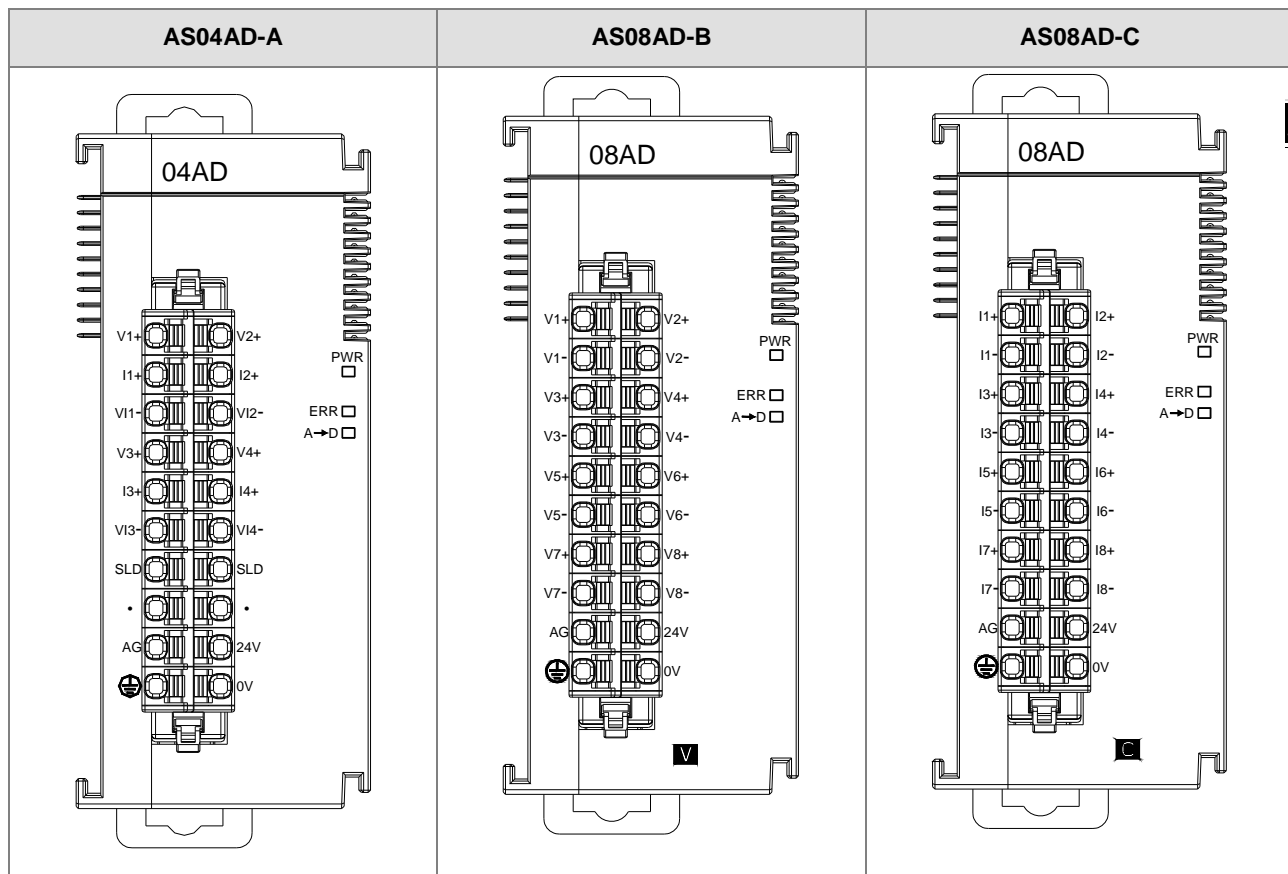 AS04AD-A AS08AD-B AS08AD-C
04AD
V1+ V2+
PWR
I1+ I2+
VI1- VI2- ERR
A→D
V3+ V4+
I3+ I4+
VI3- VI4-
SLD SLD
• •
AG 24V
0V
08AD
V1+ V2+
PWR
V1- V2-
V3+ V4+ ERR
A→D
V3- V4-
V5+ V6+
V5- V6-
V7+ V8+
V7- V8-
AG 24V
0V
V
08AD
I1+ I2+
PWR
I1- I2-
I3+ I4+ ERR
A→D
I3- I4-
I5+ I6+
I5- I6-
I7+ I8+
I7- I8-
AG 24V
0V
C